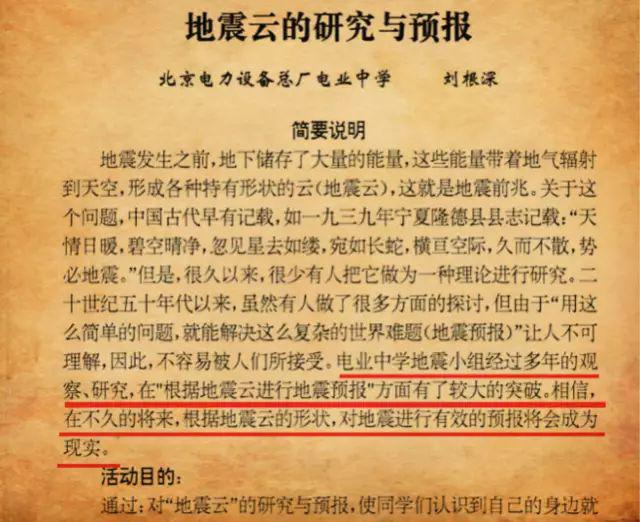 地震云的研究与预报
北京电力设备总厂电业中学 刘根深
简要说明
地震发生之前,地下储存了大量的能量,这些能量带着地气辐射
到天空,形成各种特有形状的云(地震云),这就是地震前兆。关于这
个问题,中国古代早有记载,如一九三九年宁夏隆德县县志记载:“天
情日暖,碧空晴净,忽见星去如缕,宛如长蛇,横亘空际,久而不散,势
必地震。”但是,很久以来,很少有人把它做为一种理论进行研究。二
十世纪五十年代以来,虽然有人做了很多方面的探讨,但由于“用这
么简单的问题,就能解决这么复杂的世界难题(地震预报)”让人不可
理解,因此,不容易被人们所接受。电业中学地震小组经过多年的观
察、研究,在"根据地震云进行地震预报"方面有了较大的突破。相信,
在不久的将来,根据地震云的形状,对地震进行有效的预报将会成为
现实。
活动目的:
通过:对“地震云”的研究与预报,使同学们认识到自己的身边就